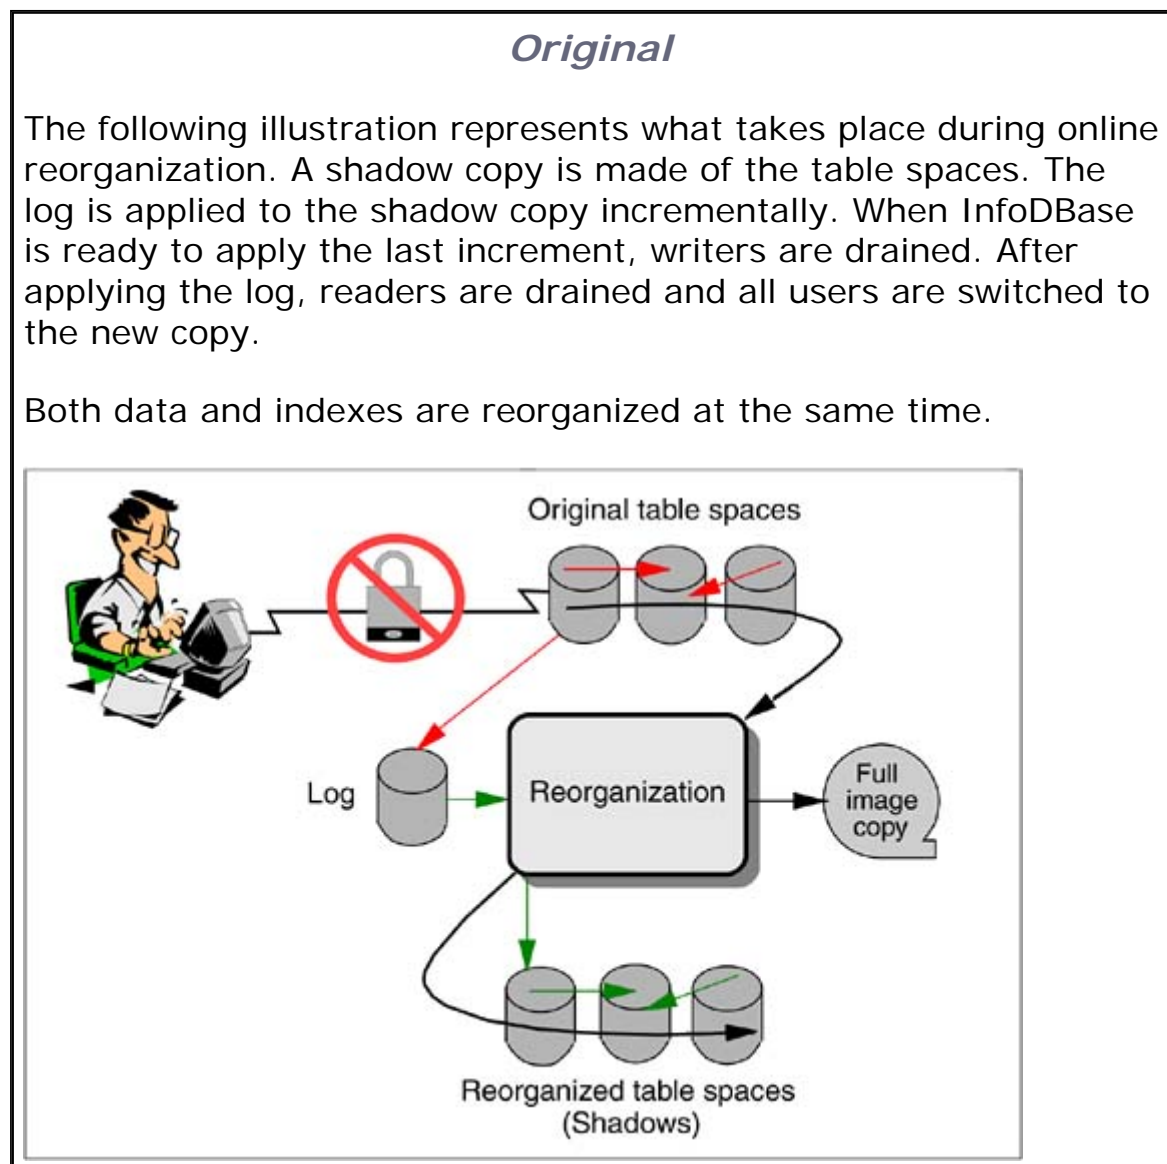 Original
The following illustration represents what takes place during online
reorganization. A shadow copy is made of the table spaces. The
log is applied to the shadow copy incrementally. When InfoDBase
is ready to apply the last increment, writers are drained. After
applying the log, readers are drained and all users are switched to
the new copy.
Both data and indexes are reorganized at the same time.
Original table spaces
Log
Reorganization
Full
image
copy
Reorganized table spaces
(Shadows)